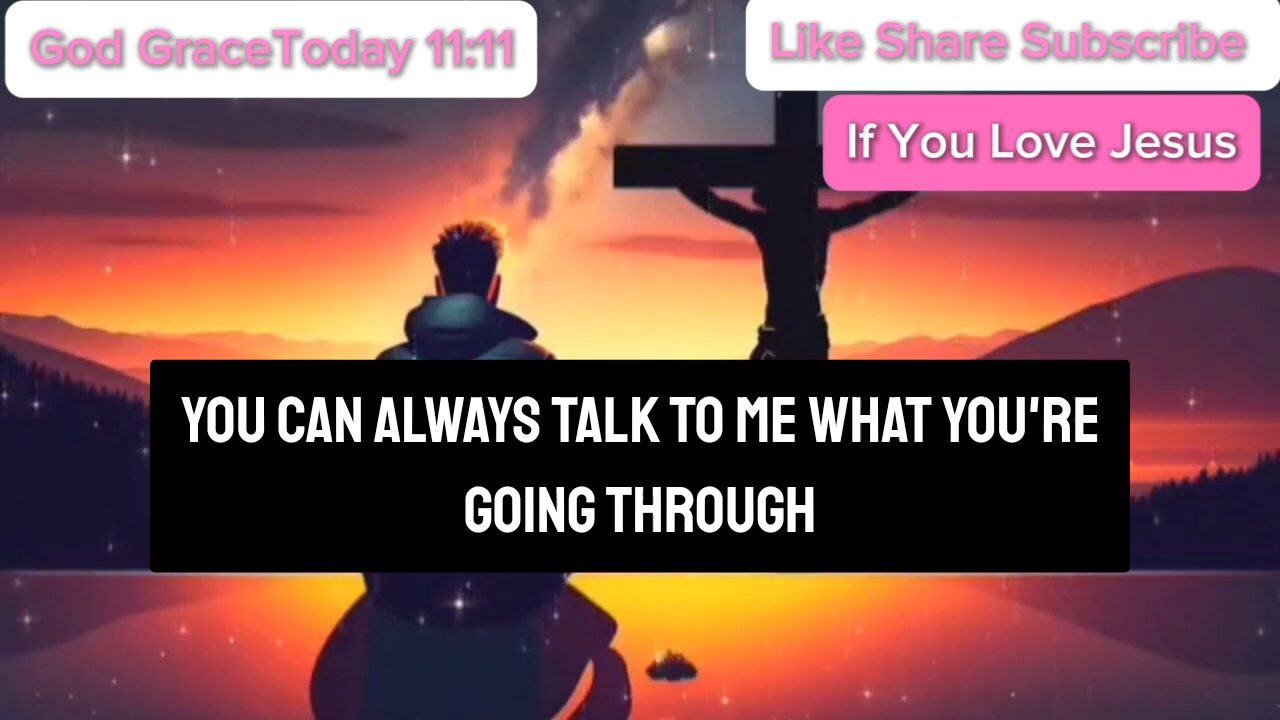 God GraceToday 11:11
Like Share Subscribe
If You Love Jesus
YOU CAN ALWAYS TALK TO ME WHAT YOU'RE
GOING THROUGH